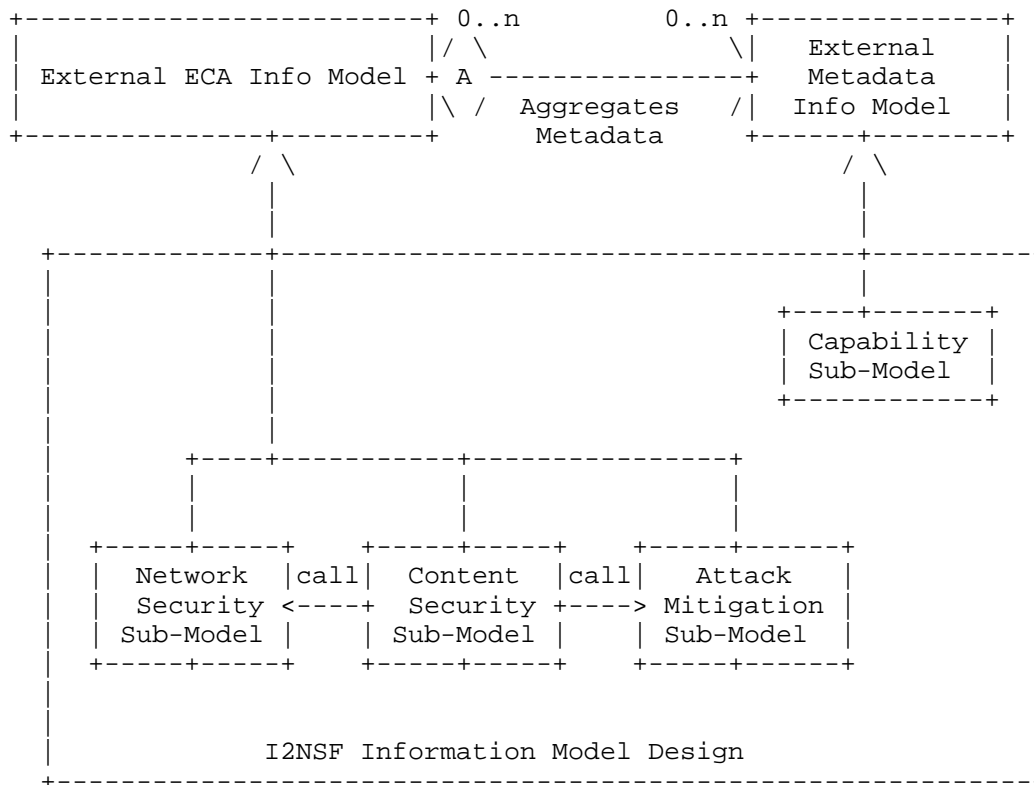 0..n 0..n
External
External ECA Info Model A Metadata
Aggregates Info Model
Metadata
Capability
Sub-Model
Network call Content call Attack
Security Security Mitigation
Sub-Model Sub-Model Sub-Model
I2NSF Information Model Design